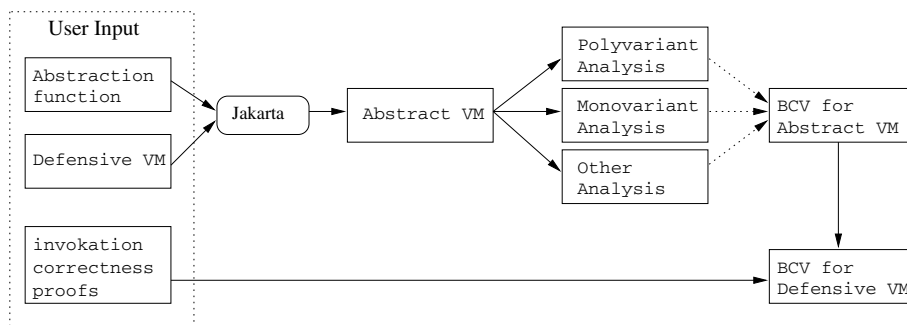 User Input
Abstraction
function
Defensive VM
invokation
correctness
proofs
Jakarta
Abstract VM
Polyvariant
Analysis
Monovariant
Analysis
Other
Analysis
BCV for
Abstract VM
BCV for
Defensive VM